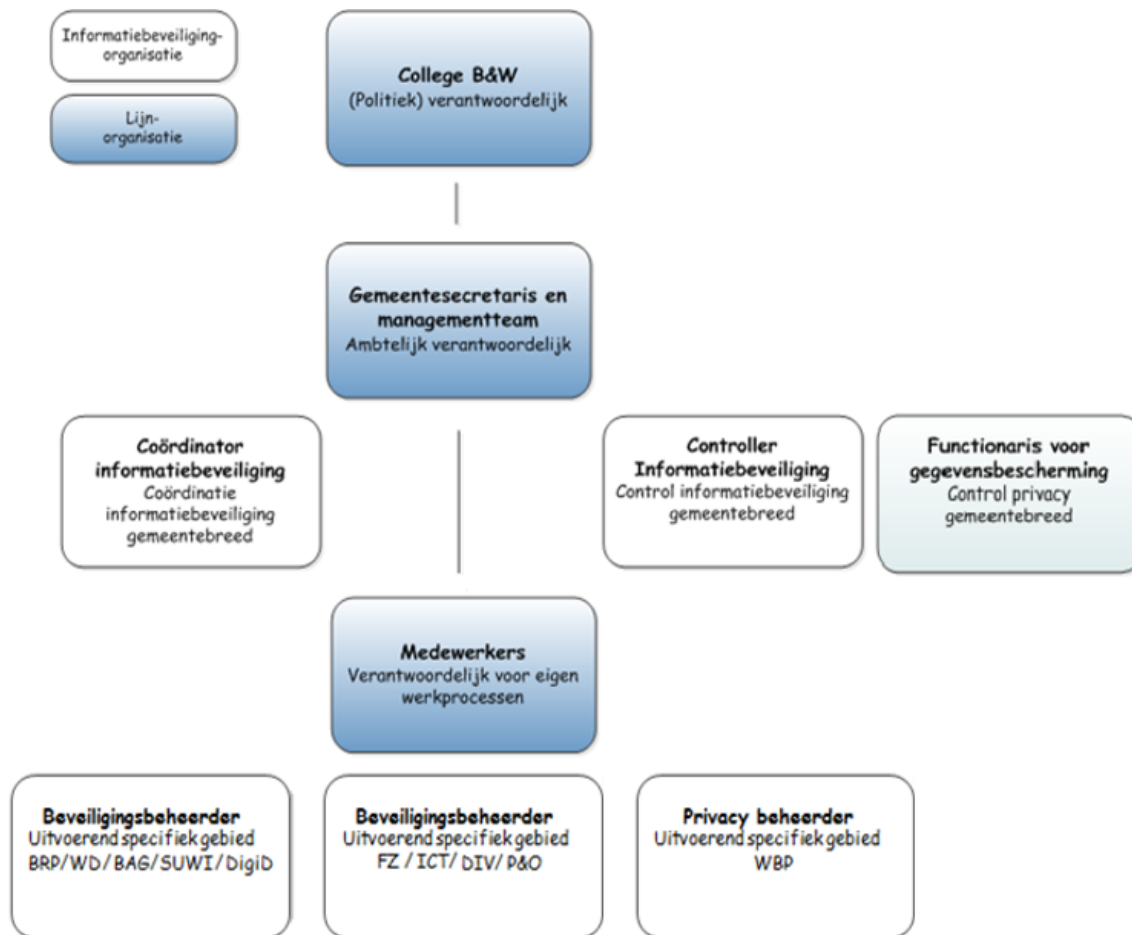 Informatiebeveiliging-
organisatie
Lijn-
organisatie
College B&W
(Politiek) verantwoordelijk
Gemeentesecretaris en
managementteam
Ambtelijk verantwoordelijk
Coördinator
informatiebeveiliging
Coördinatie
informatiebeveiliging
gemeentebreed
Controller
Informatiebeveiliging
Control informatiebeveiliging
gemeentebreed
Functionaris voor
gegevensbescherming
Control privacy
gemeentebreed
Medewerkers
Verantwoordelijk voor eigen
werkprocessen
Beveiligingsbeheerder
Uitvoerend specifiek gebied
BRP/WD/BAG/SUWI/DigiD
Beveiligingsbeheerder
Uitvoerend specifiek gebied
FZ / ICT/ DIV/ P&O
Privacy beheerder
Uitvoerend specifiek gebied
WBP